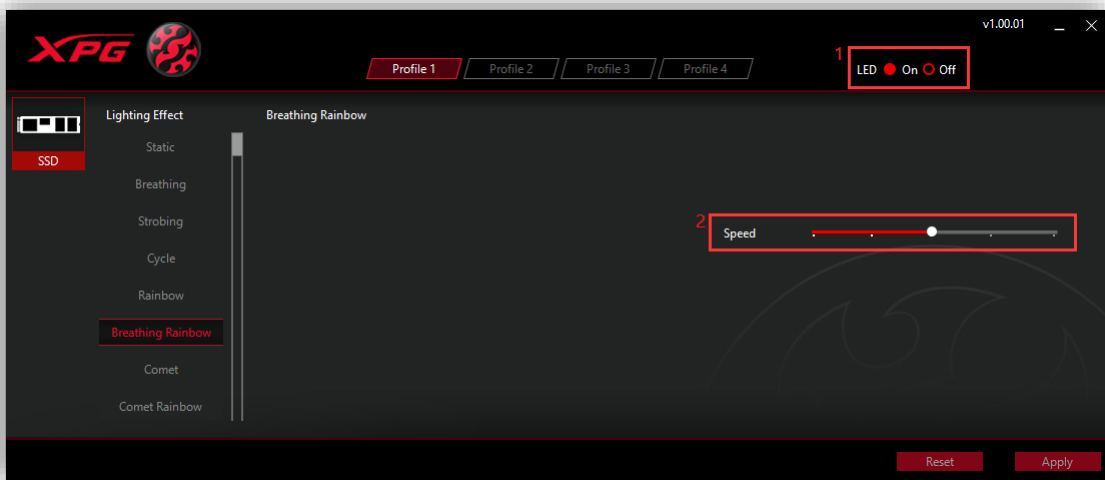 v1.00.01
XPG
Profile 1
Profile 2
Profile 3
Profile 4
1
LED On Off
SSD
Lighting Effect
Static
Breathing
Strobing
Cycle
Rainbow
Breathing Rainbow
Comet
Comet Rainbow
Breathing Rainbow
2
Speed
Reset
Apply